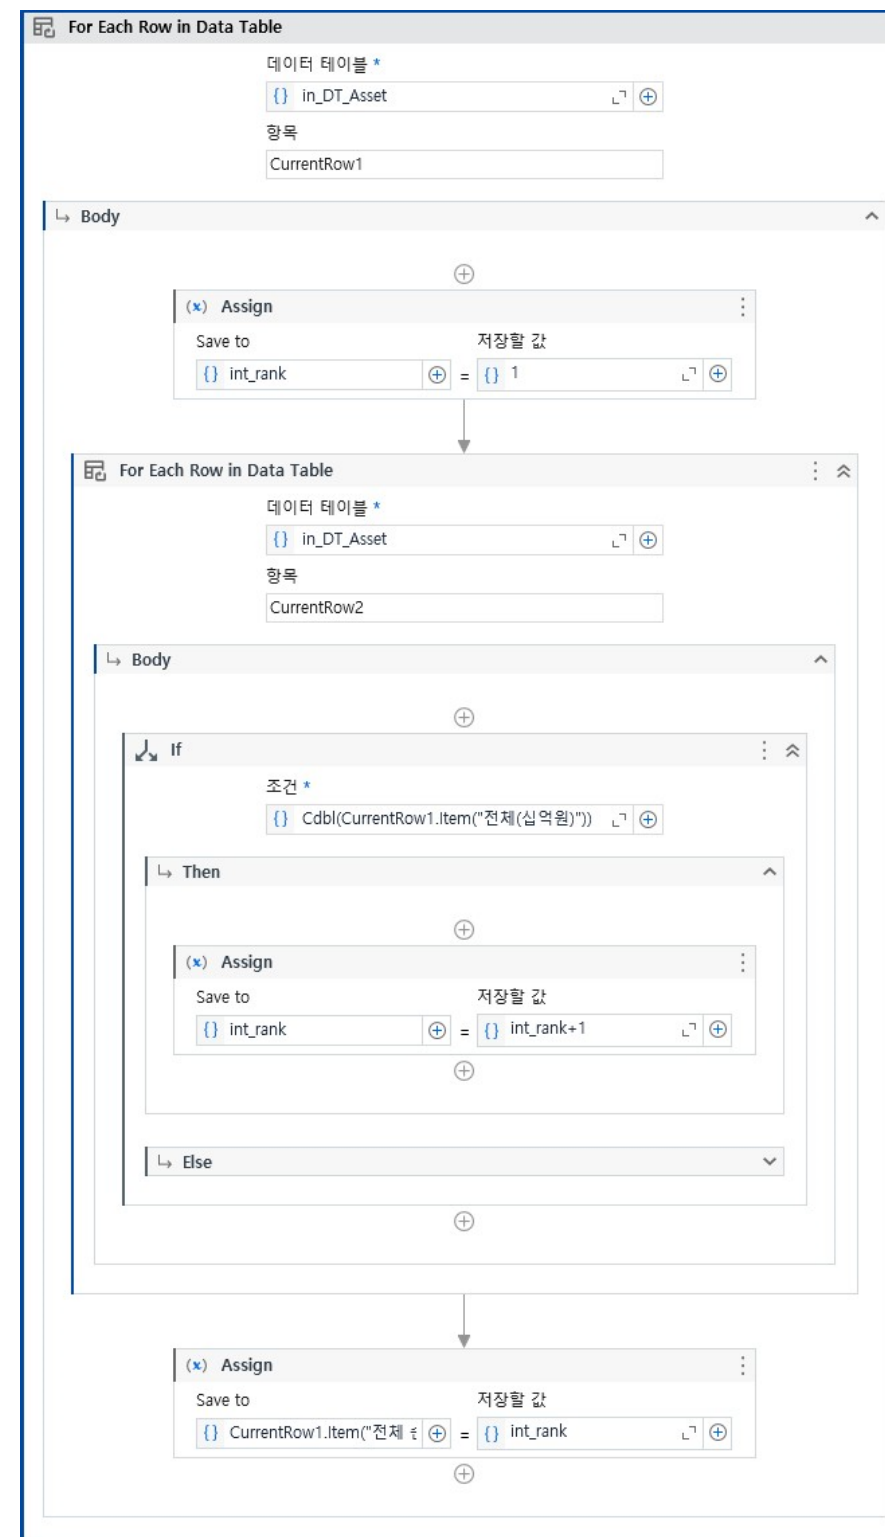 For Each Row in Data Table
데이터 테이블 *
{} in_DT_Asset
항목
CurrentRow1
Body
(x) Assign
Save to 저장할 값
{} int_rank = {} 1
For Each Row in Data Table
데이터 테이블 *
{} in_DT_Asset
항목
CurrentRow2
Body
If
조건 *
{} Cdbl(CurrentRow1.Item("전체(십억원)"))
Then
(x) Assign
Save to 저장할 값
{} int_rank = {} int_rank+1
Else
(x) Assign
Save to 저장할 값
{} CurrentRow1.Item("전체 = {} int_rank